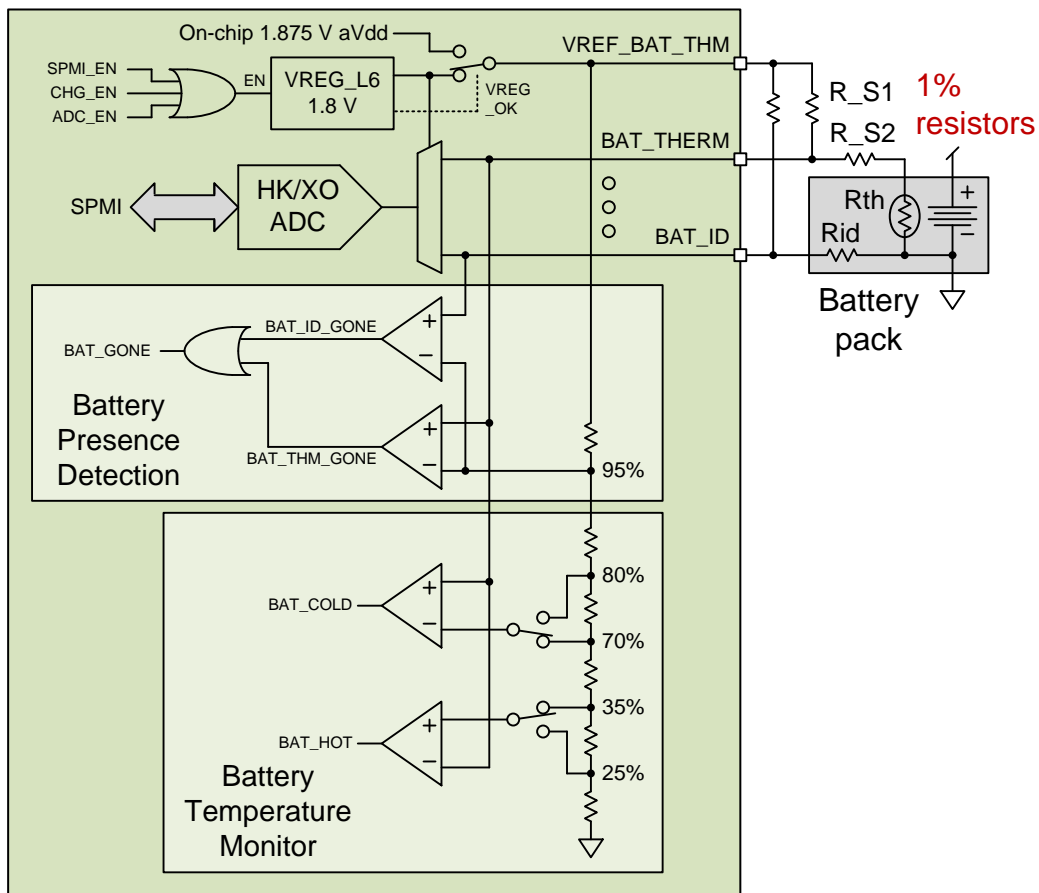 On-chip 1.875 V aVdd
VREF_BAT_THM
SPMI_EN
CHG_EN
ADC_EN
EN
VREG_L6
1.8 V
VREG
_OK
R_S1
R_S2
1%
resistors
BAT_THERM
SPMI
HK/XO
ADC
BAT_ID
Rth
Rid
+
−
Battery
pack
BAT_GONE
BAT_ID_GONE
+
−
BAT_THM_GONE
+
−
95%
Battery
Presence
Detection
80%
BAT_COLD
+
−
70%
35%
BAT_HOT
+
−
25%
Battery
Temperature
Monitor